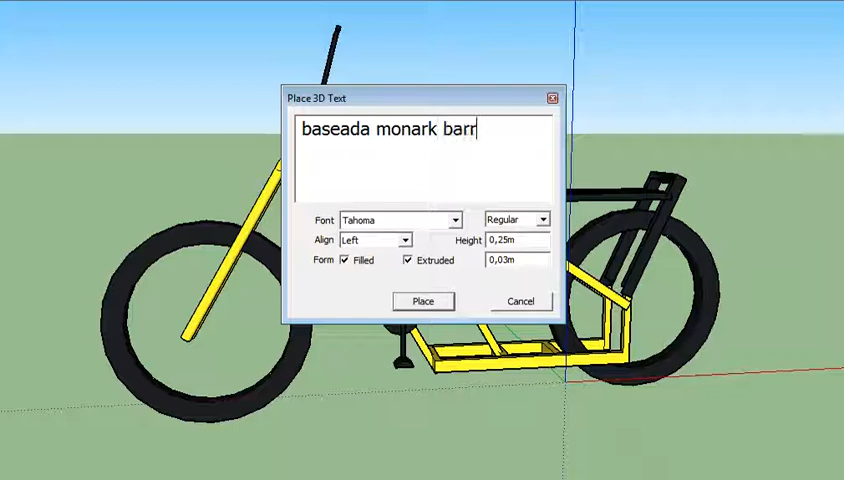 Place 3D Text
baseada monark barr
Font Tahoma Regular
Align Left Height 0,25m
Form Filled Extruded 0,03m
Place Cancel